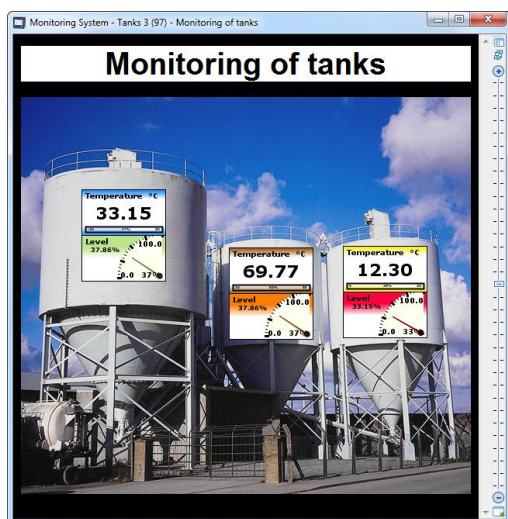 Monitoring System - Tanks 3 (97) - Monitoring of tanks
Monitoring of tanks
Temperature °C
33.15
Level
37.86%
100.0
0.0 37%
Temperature °C
69.77
Level
37.86%
100.0
0.0 37%
Temperature °C
12.30
Level
33.15%
100.0
0.0 33%